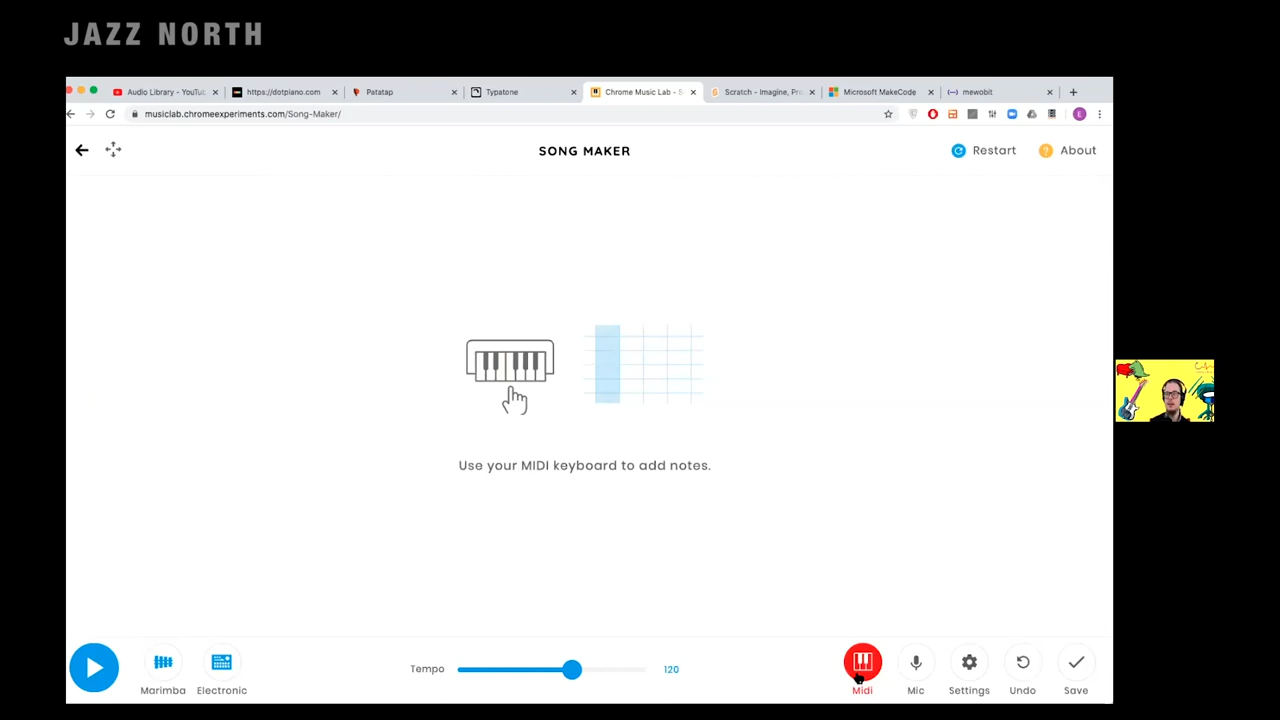 JAZZ NORTH
Audio Library - YouTu
https://dotpiano.com
Patatap
Typatone
Chrome Music Lab - S
Scratch - Imagine, Pro
Microsoft MakeCode
mewobit
musiclab.chromeexperiments.com/Song-Maker/
E
SONG MAKER
Restart
? About
Use your MIDI keyboard to add notes.
Marimba
Electronic
Tempo
120
Midi
Mic
Settings
Undo
Save